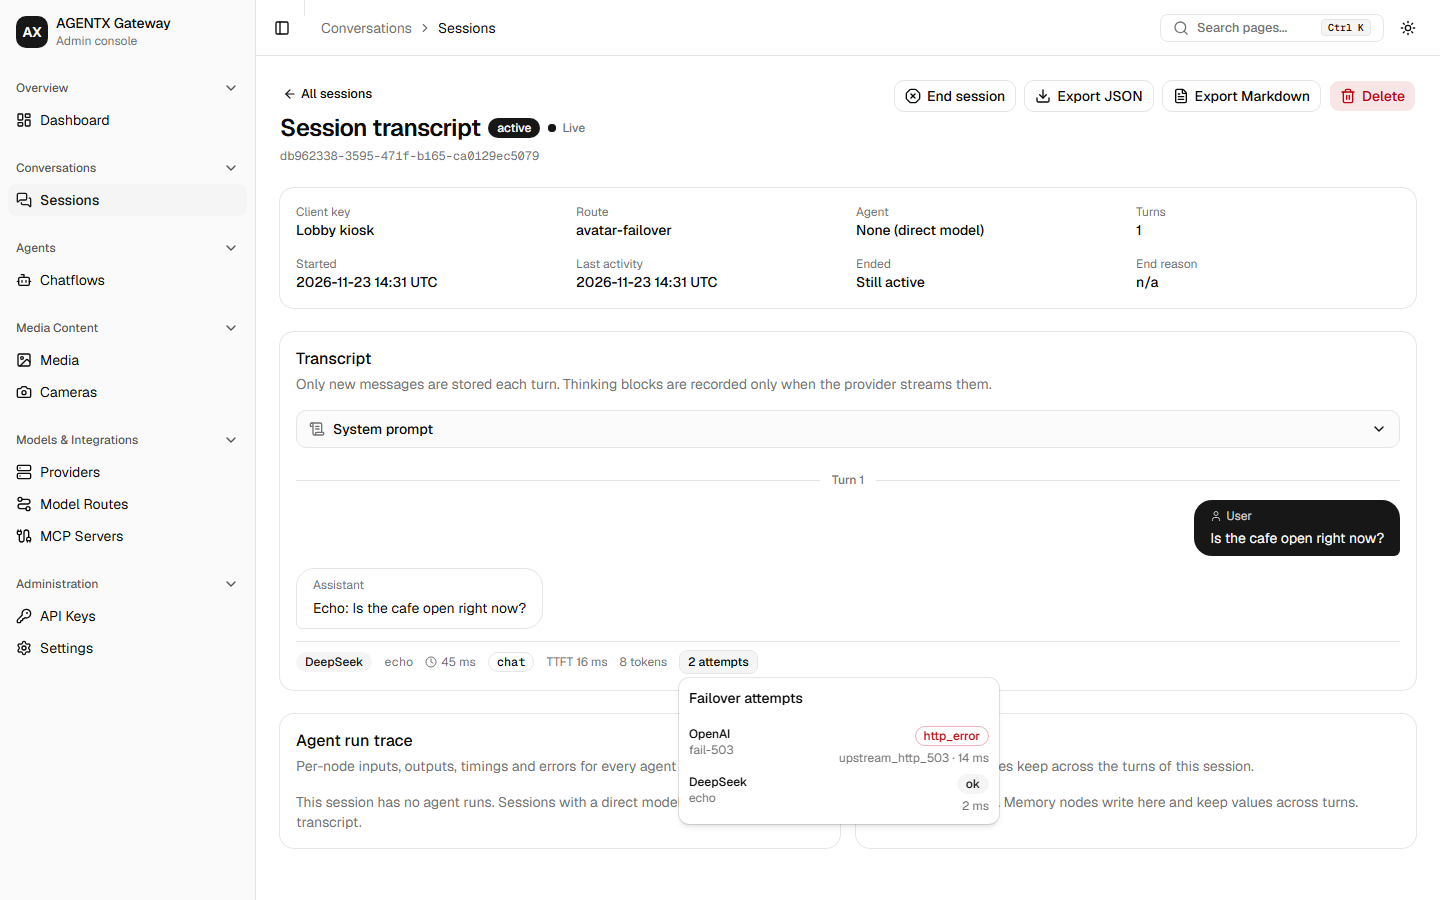 AX
AGENTX Gateway
Admin console
Overview
Dashboard
Conversations
Sessions
Agents
Chatflows
Media Content
Media
Cameras
Models & Integrations
Providers
Model Routes
MCP Servers
Administration
API Keys
Settings
Conversations > Sessions
Search pages... Ctrl K
All sessions
End session
Export JSON
Export Markdown
Delete
Session transcript active Live
db962338-3595-471f-b165-ca0129ec5079
Client key
Lobby kiosk
Route
avatar-failover
Agent
None (direct model)
Turns
1
Started
2026-11-23 14:31 UTC
Last activity
2026-11-23 14:31 UTC
Ended
Still active
End reason
n/a
Transcript
Only new messages are stored each turn. Thinking blocks are recorded only when the provider streams them.
System prompt
Turn 1
User
Is the cafe open right now?
Assistant
Echo: Is the cafe open right now?
DeepSeek echo 45 ms chat TTFT 16 ms 8 tokens 2 attempts
Failover attempts
OpenAI http_error
fail-503 upstream_http_503 · 14 ms
DeepSeek ok
echo 2 ms
Agent run trace
Per-node inputs, outputs, timings and errors for every agent
This session has no agent runs. Sessions with a direct
transcript.
keep across the turns of this session.
Memory nodes write here and keep values across turns.